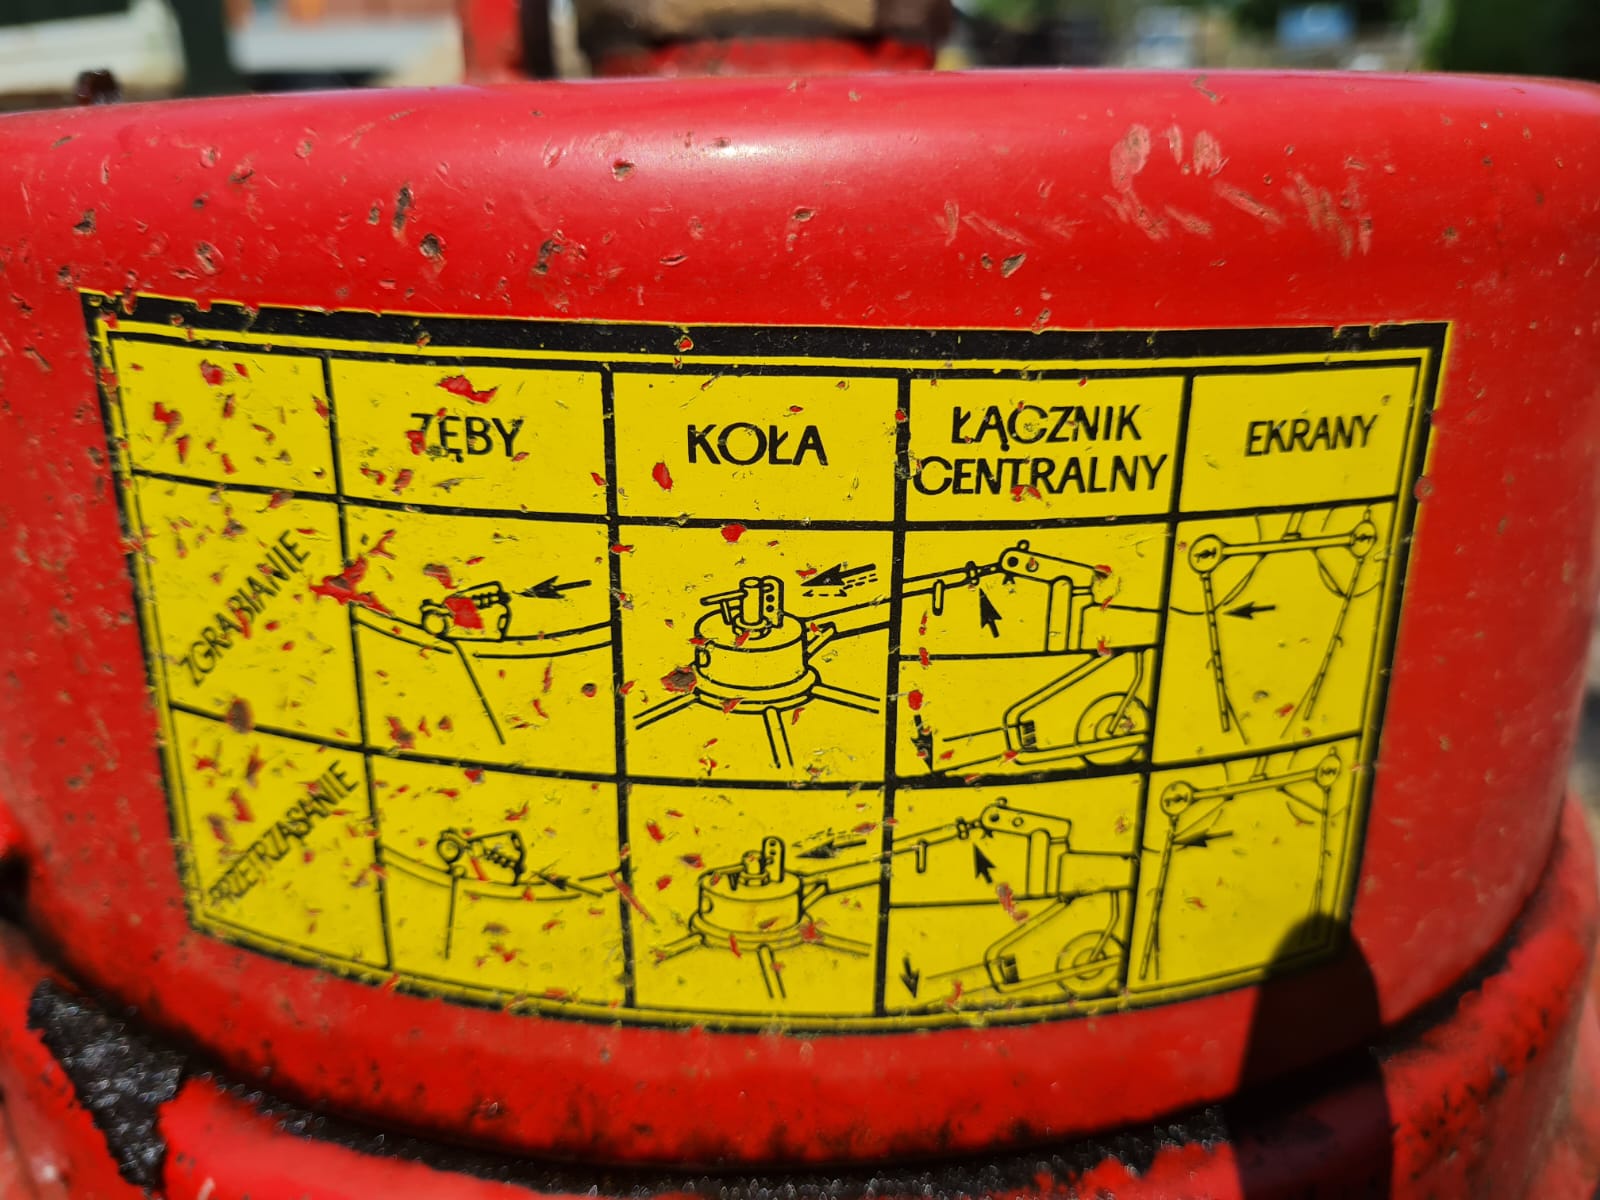 ZĘBY
KOŁA
ŁĄCZNIK
CENTRALNY
EKRANY
ZGRABIANIE
PRZETRZĄSANIE